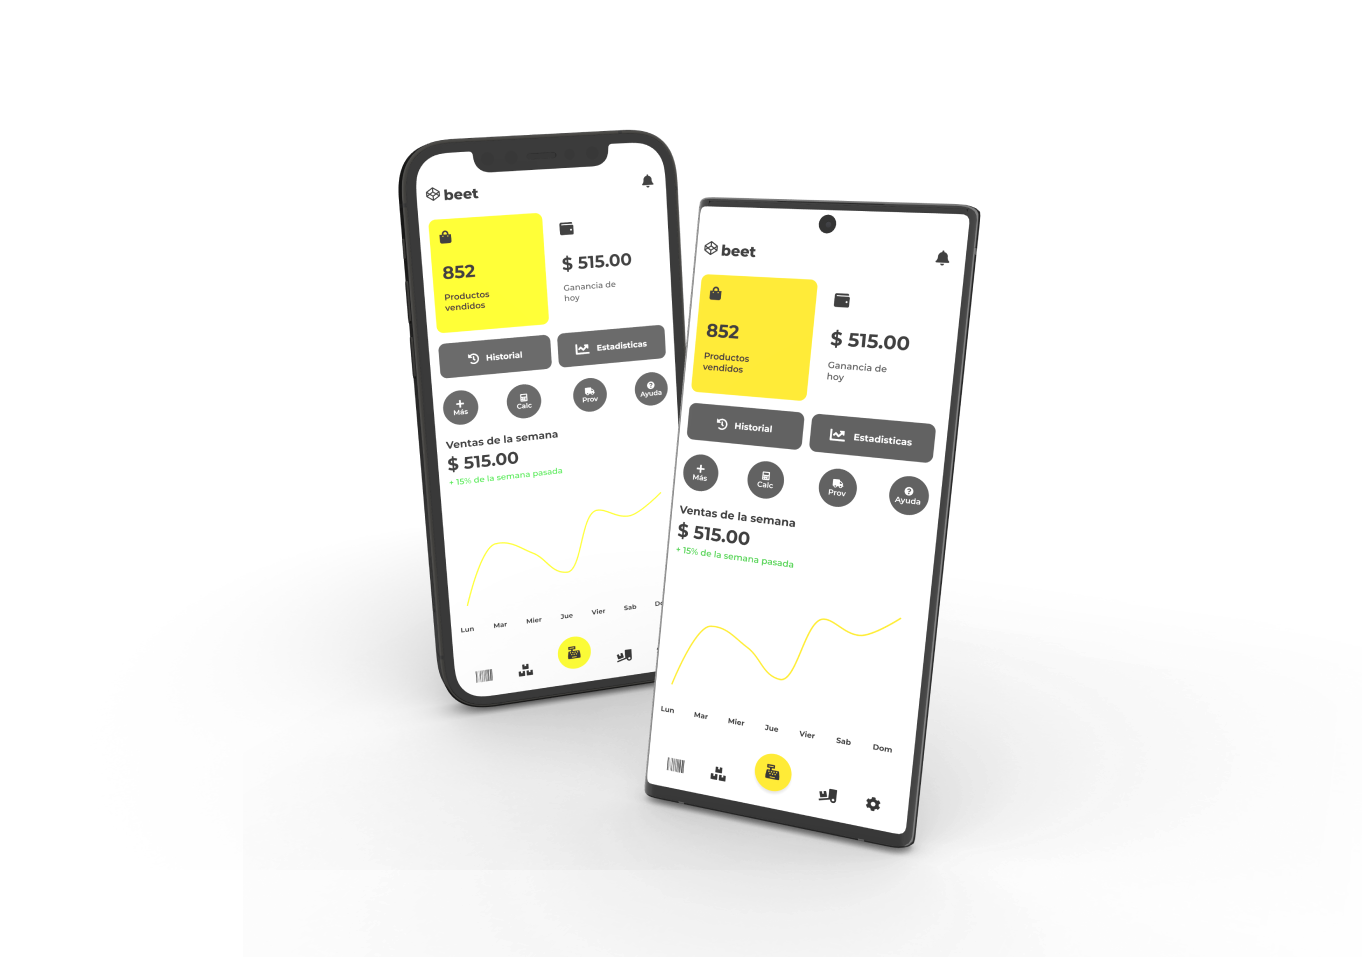 beet
852
Productos
vendidos
$ 515.00
Ganancia de
hoy
Historial
Estadisticas
Más
Calc
Prov
Ayuda
Ventas de la semana
$ 515.00
+ 15% de la semana pasada
Lun Mar Mier Jue Vier Sab
beet
852
Productos
vendidos
$ 515.00
Ganancia de
hoy
Historial
Estadisticas
Más
Calc
Prov
Ayuda
Ventas de la semana
$ 515.00
+ 15% de la semana pasada
Lun Mar Mier Jue Vier Sab Dom